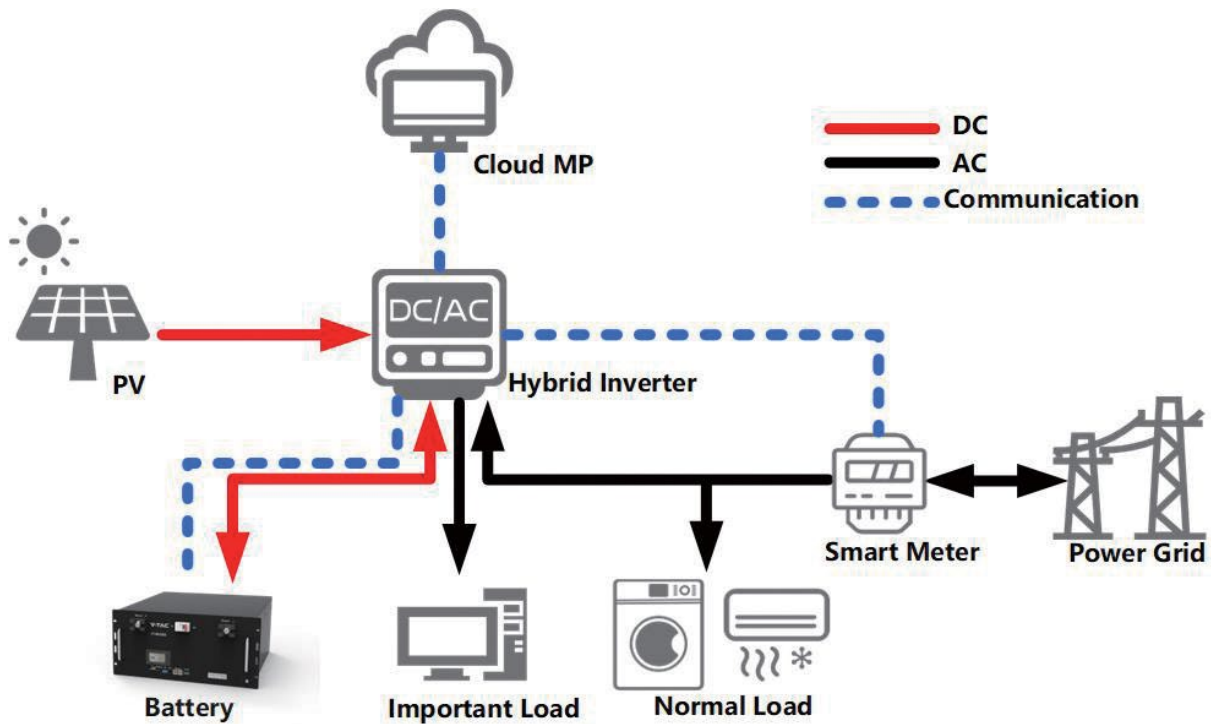 DC
AC
Communication
Cloud MP
DC/AC
Hybrid Inverter
PV
Smart Meter
Power Grid
V-TAC
Battery
Important Load
Normal Load